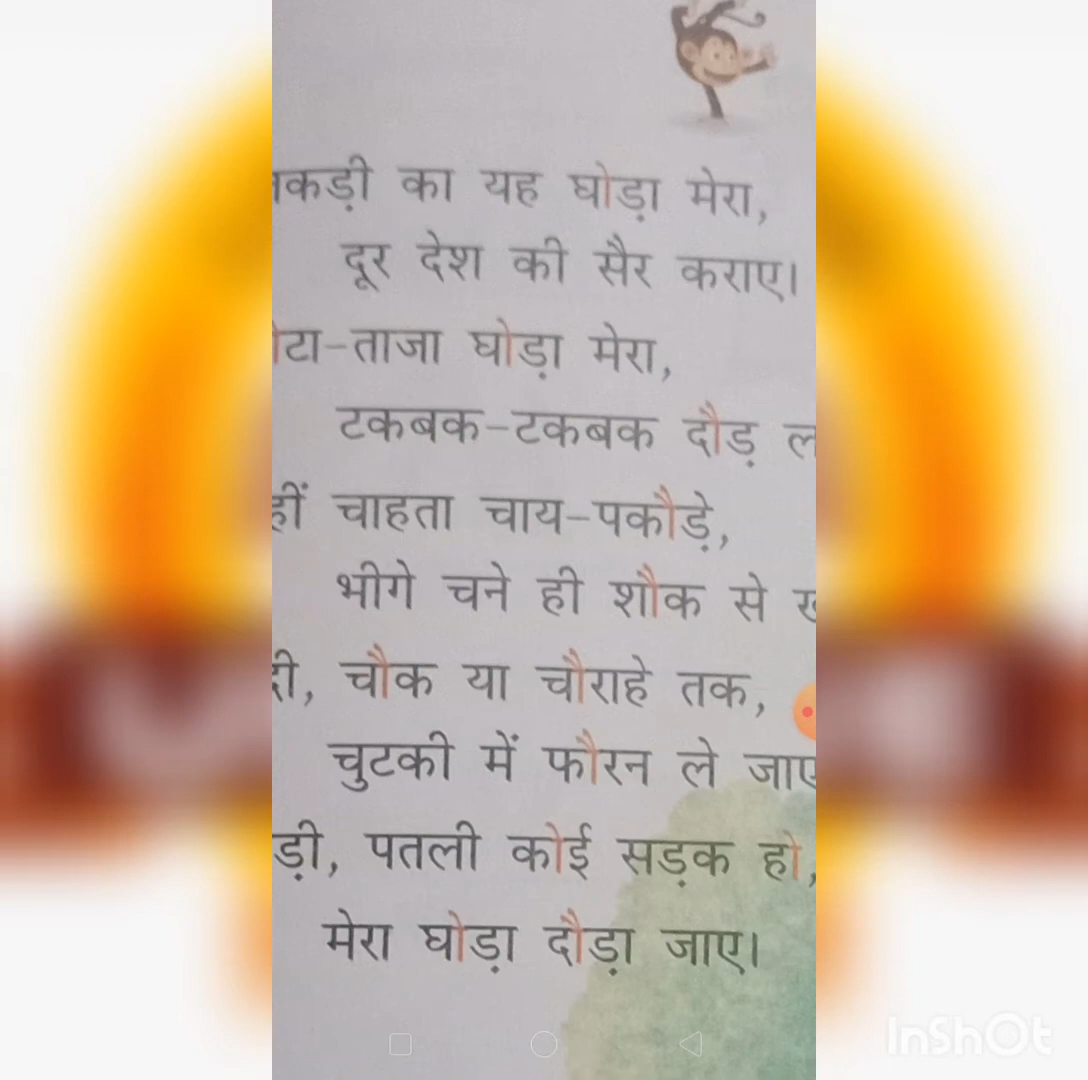 कड़ी का यह घोड़ा मेरा,
दूर देश की सैर कराए।
टा-ताजा घोड़ा मेरा,
टकबक-टकबक दौड़ ल
हीं चाहता चाय-पकौड़े,
भीगे चने ही शौक से
चौक या चौराहे तक,
चुटकी में फौरन ले जाए
ड़ी, पतली कोई सड़क हो,
मेरा घोड़ा दौड़ा जाए।
InShOt